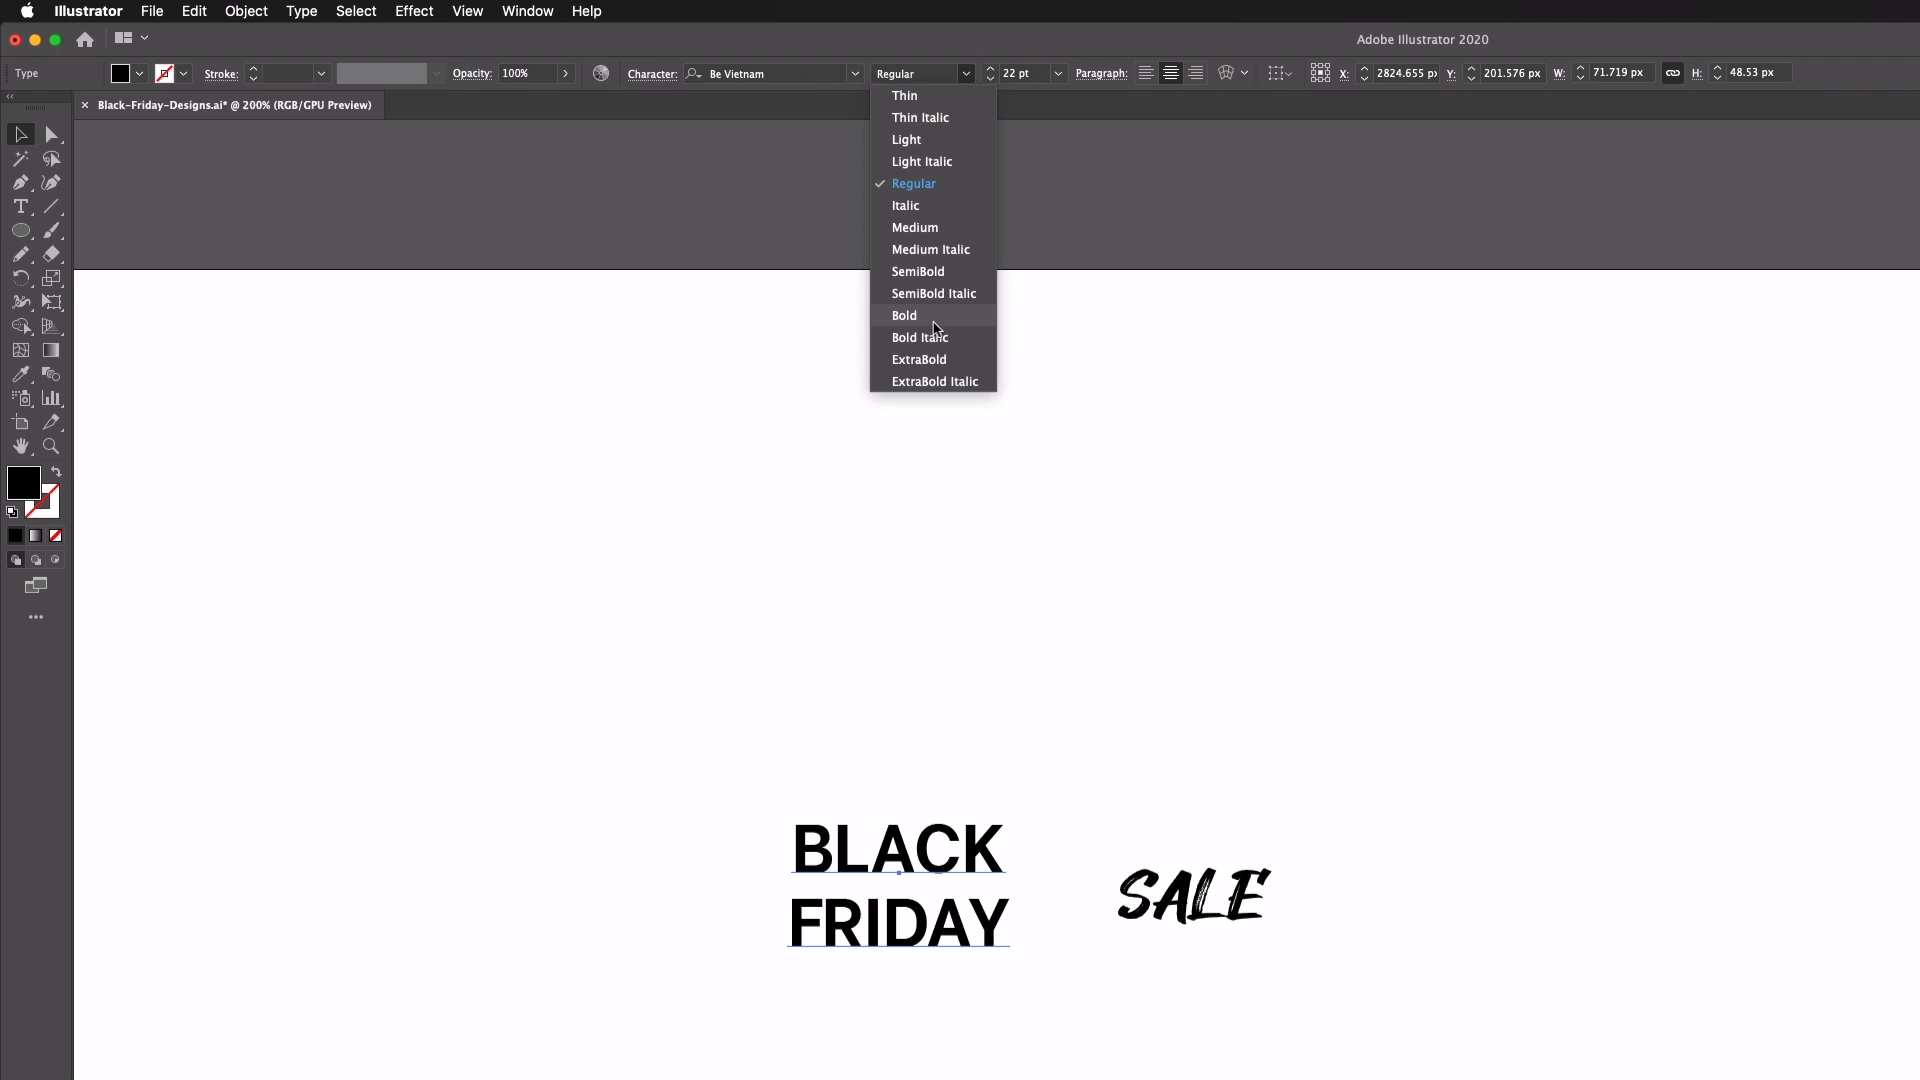 Illustrator File Edit Object Type Select Effect View Window Help
Adobe Illustrator 2020
Type Stroke: Opacity: 100% Character: Be Vietnam Regular 22 pt Paragraph: X: 2824.655 px Y: 201.576 px W: 71.719 px H: 48.53 px
Black-Friday-Designs.ai* @ 200% (RGB/GPU Preview)
Thin
Thin Italic
Light
Light Italic
Regular
Italic
Medium
Medium Italic
SemiBold
SemiBold Italic
Bold
Bold Italic
ExtraBold
ExtraBold Italic
BLACK
FRIDAY
SALE